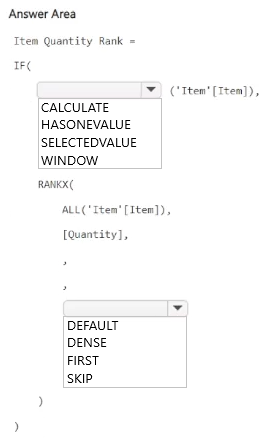 Answer Area
Item Quantity Rank =
IF(
('Item'[Item]),
CALCULATE
HASONEVALUE
SELECTEDVALUE
WINDOW
RANKX(
ALL('Item'[Item]),
[Quantity],
,
,
DEFAULT
DENSE
FIRST
SKIP
)
)